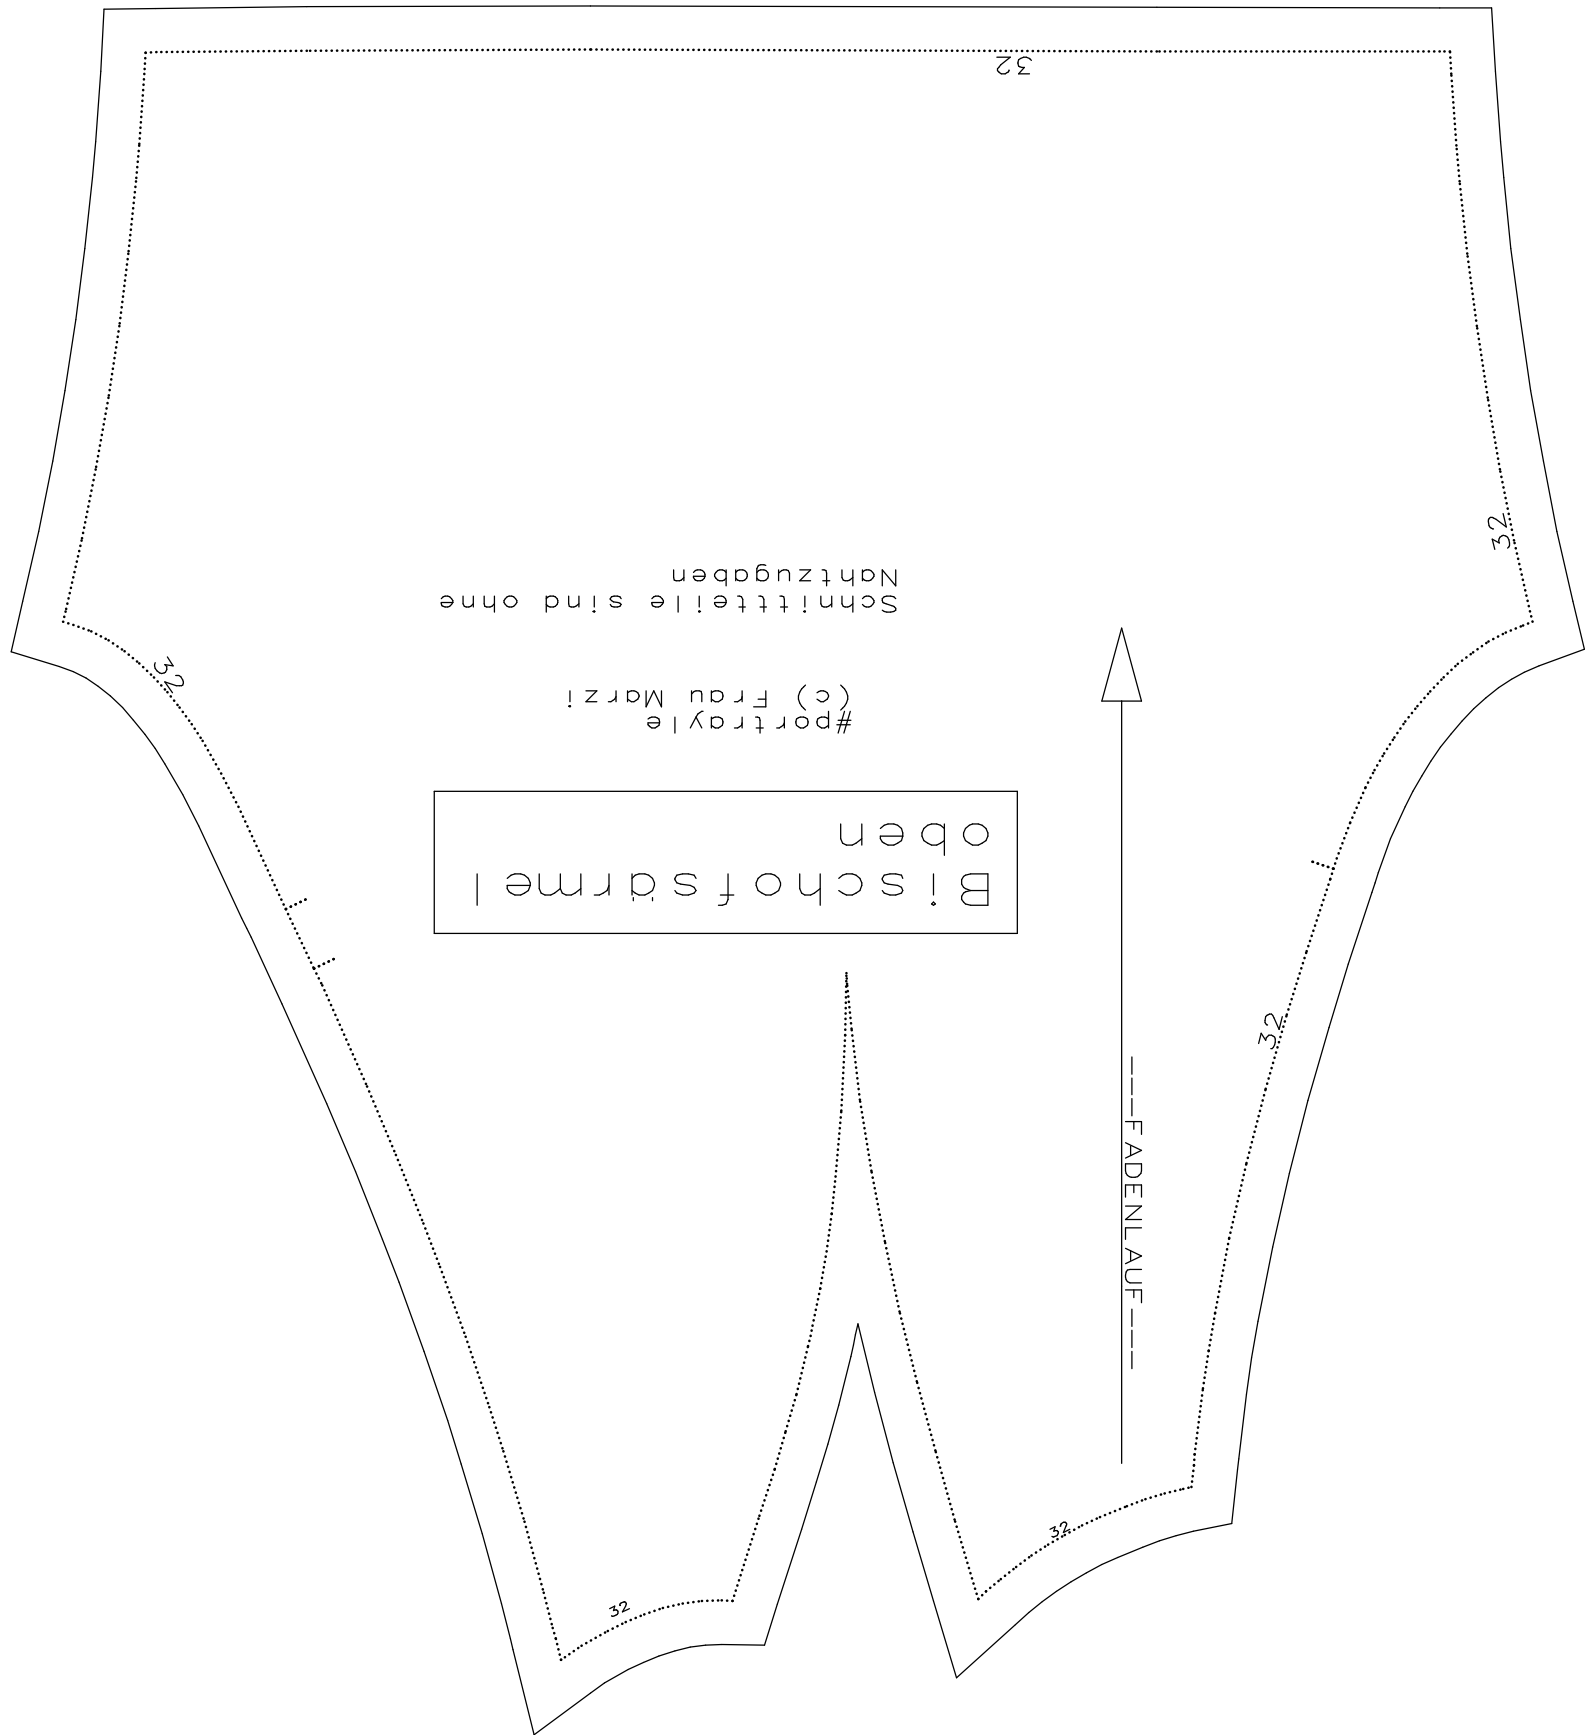 Bischofsärmel
oben
#portrayle
(c) Frau Marzi
Schnittteile sind ohne
Nahtzugaben
----FADENLAUF----
32
32
32
32
32
32